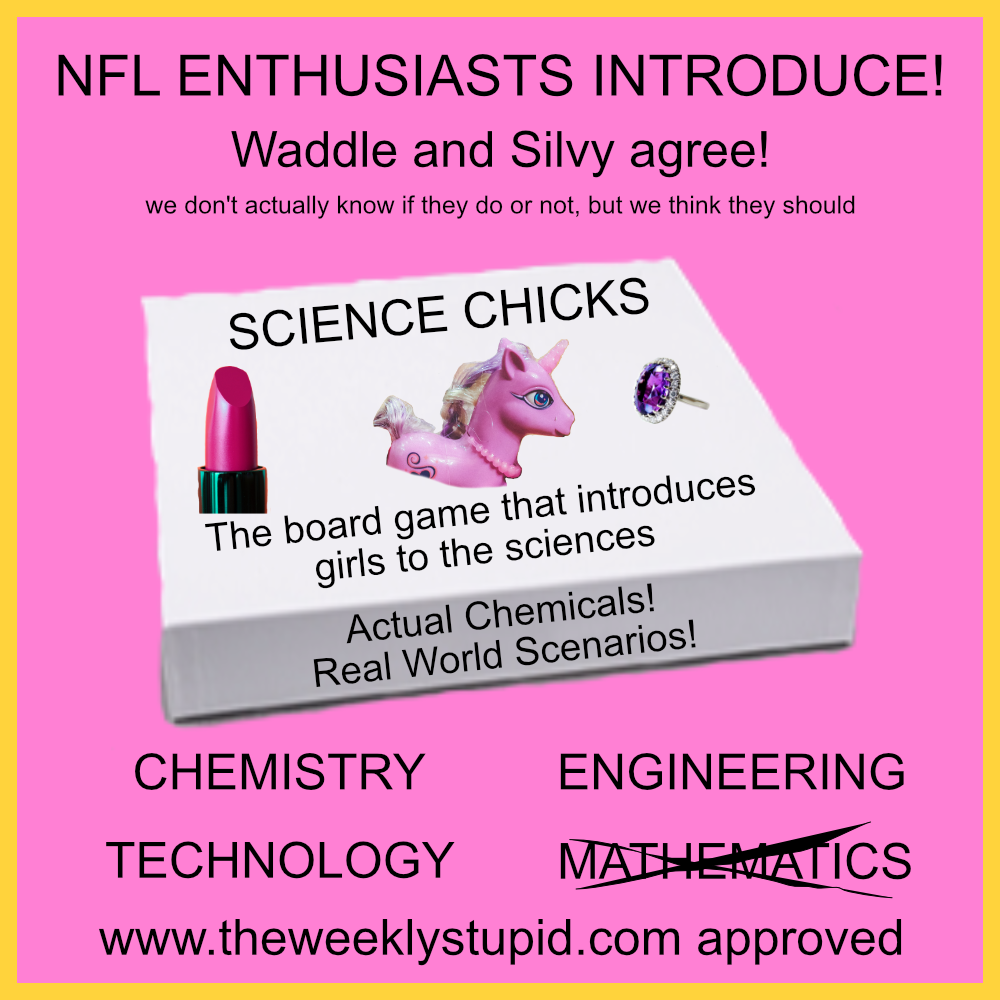 NFL ENTHUSIASTS INTRODUCE!
Waddle and Silvy agree!
we don't actually know if they do or not, but we think they should
SCIENCE CHICKS
The board game that introduces
girls to the sciences
Actual Chemicals!
Real World Scenarios!
CHEMISTRY
ENGINEERING
TECHNOLOGY
MATHEMATICS
www.theweeklystupid.com approved